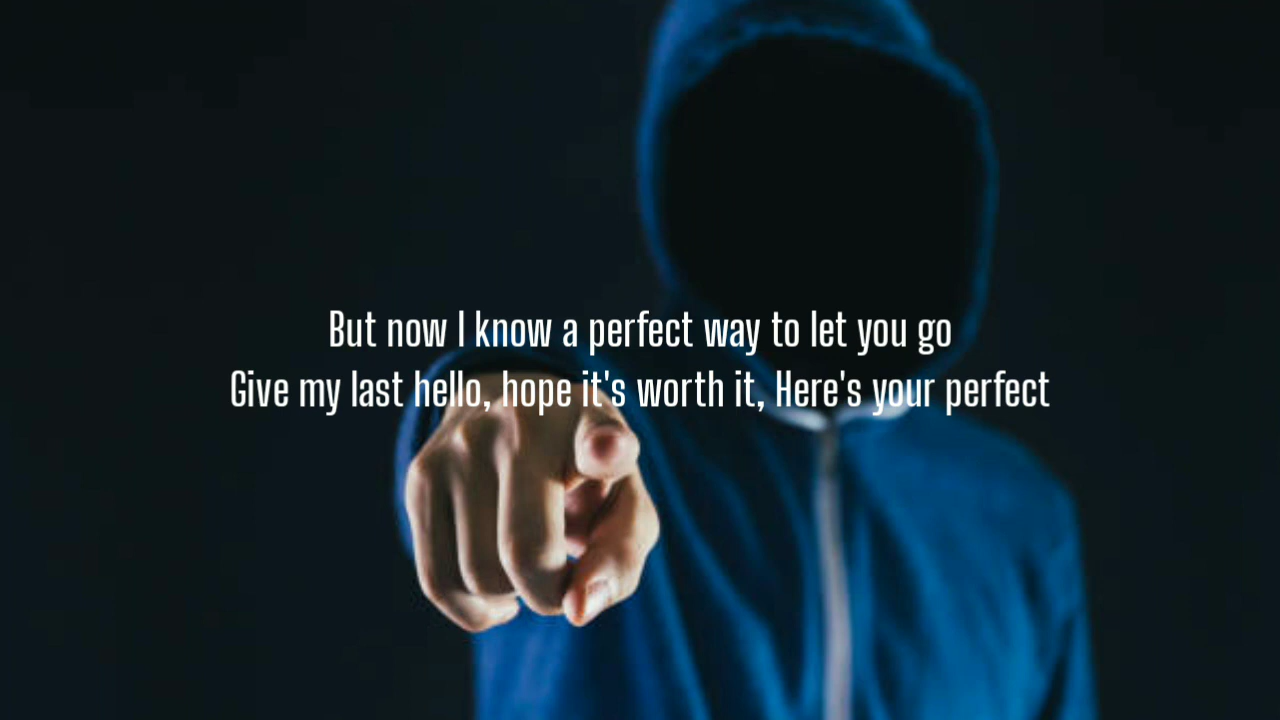 But now I know a perfect way to let you go
Give my last hello, hope it's worth it, Here's your perfect